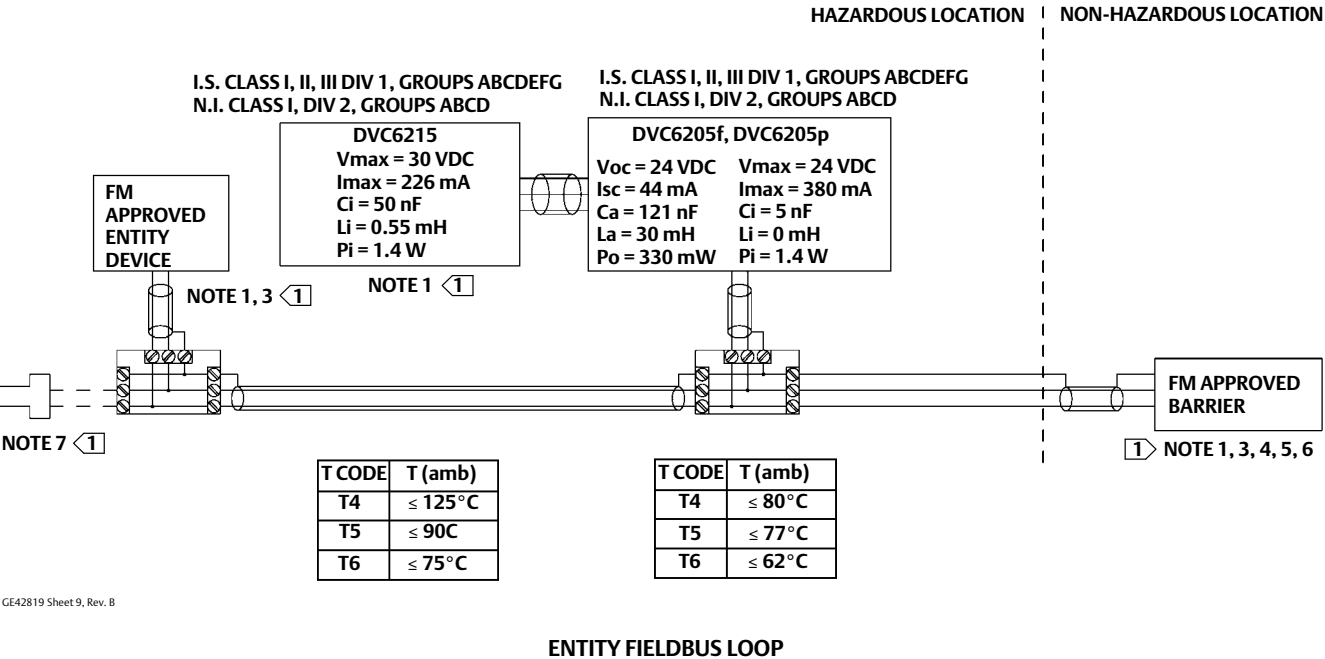 HAZARDOUS LOCATION
NON-HAZARDOUS LOCATION
I.S. CLASS I, II, III DIV 1, GROUPS ABCDEFG
N.I. CLASS I, DIV 2, GROUPS ABCD
I.S. CLASS I, II, III DIV 1, GROUPS ABCDEFG
N.I. CLASS I, DIV 2, GROUPS ABCD
DVC6215
Vmax = 30 VDC
Imax = 226 mA
Ci = 50 nF
Li = 0.55 mH
Pi = 1.4 W
DVC6205f, DVC6205p
Voc = 24 VDC
Isc = 44 mA
Ca = 121 nF
La = 30 mH
Po = 330 mW
Vmax = 24 VDC
Imax = 380 mA
Ci = 5 nF
Li = 0 mH
Pi = 1.4 W
FM
APPROVED
ENTITY
DEVICE
NOTE 1, 3 1
NOTE 1 1
FM APPROVED
BARRIER
NOTE 7 1
1 NOTE 1, 3, 4, 5, 6
T CODE T (amb)
T4 ≤ 125°C
T5 ≤ 90C
T6 ≤ 75°C
T CODE T (amb)
T4 ≤ 80°C
T5 ≤ 77°C
T6 ≤ 62°C
GE42819 Sheet 9, Rev. B
ENTITY FIELDBUS LOOP